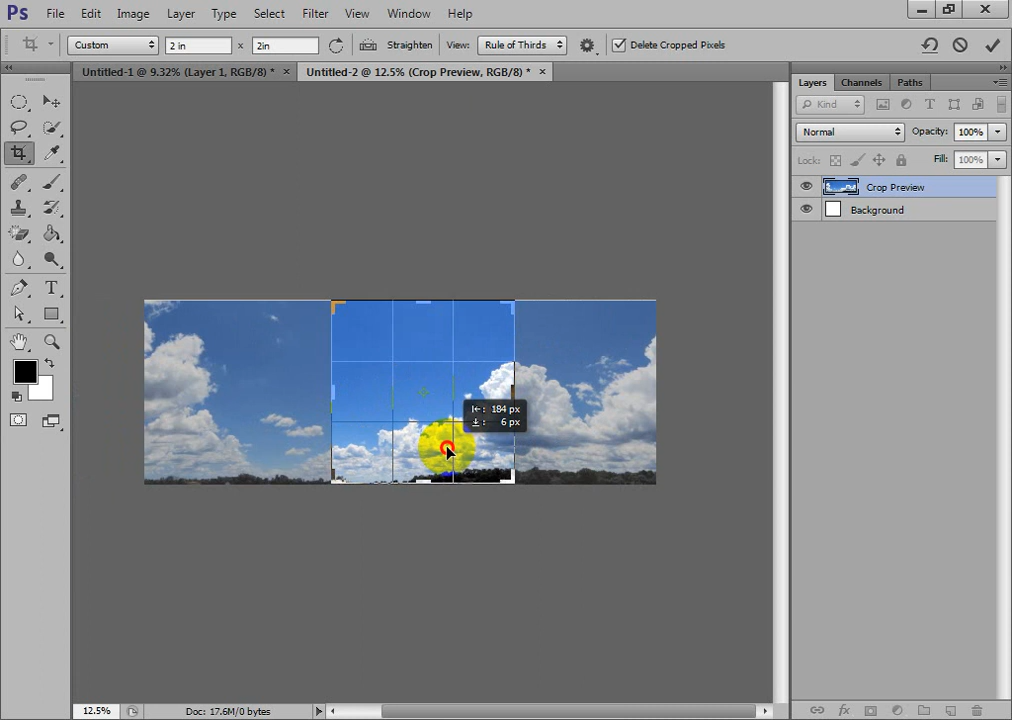 Ps File Edit Image Layer Type Select Filter View Window Help
Custom 2 in x 2in Straighten View: Rule of Thirds Delete Cropped Pixels
Untitled-1 @ 9.32% (Layer 1, RGB/8) * × Untitled-2 @ 12.5% (Crop Preview, RGB/8) * ×
Layers Channels Paths
Kind
Normal Opacity: 100%
Lock: Fill: 100%
Crop Preview
Background
184 px
6 px
12.5% Doc: 17.6M/0 bytes